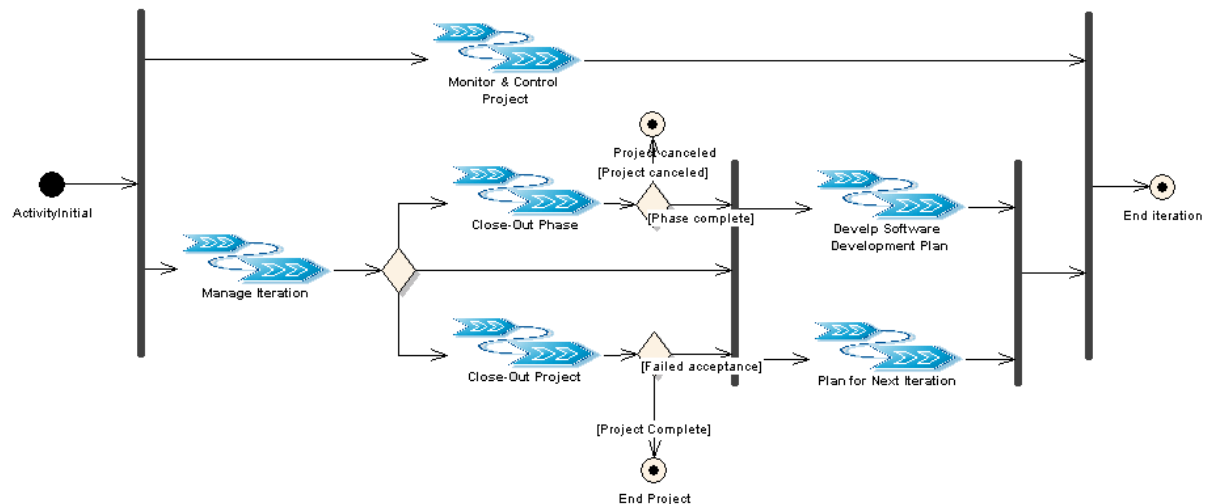 Monitor & Control
Project
Project canceled
[Project canceled]
ActivityInitial
Close-Out Phase
[Phase complete]
Develp Software
Development Plan
End iteration
Manage Iteration
Close-Out Project
[Failed acceptance]
Plan for Next Iteration
[Project Complete]
End Project